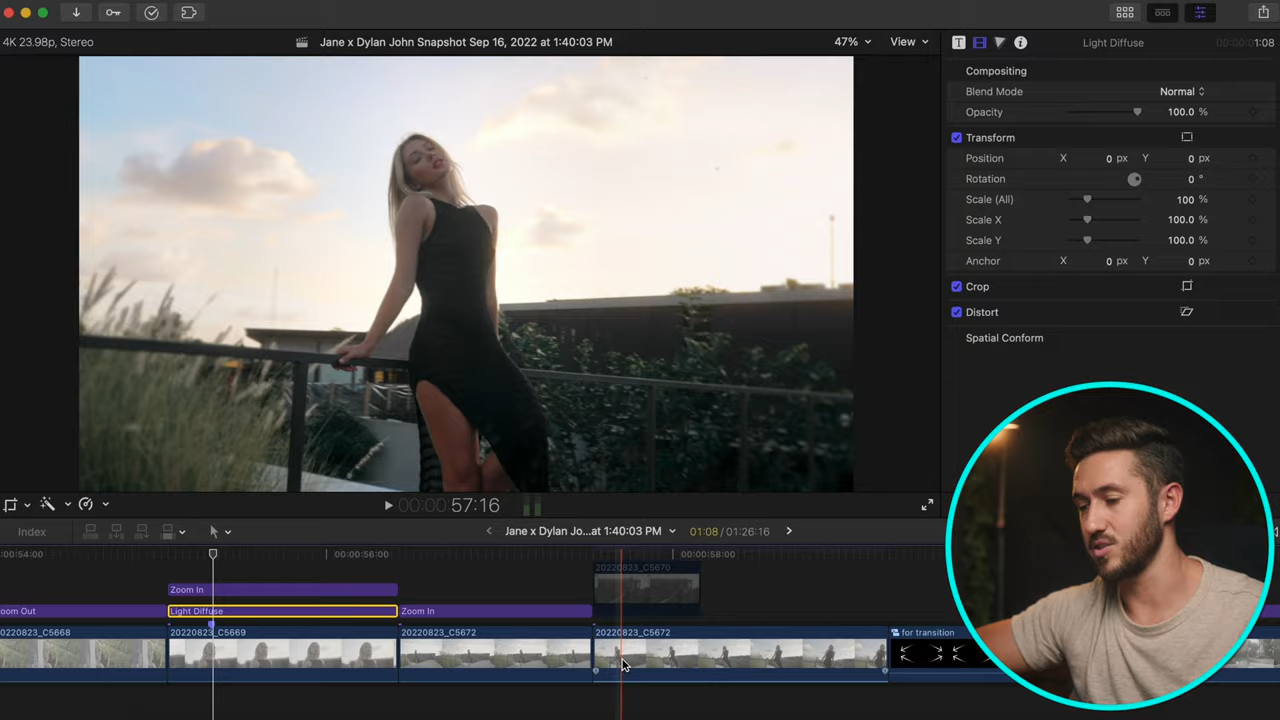 4K 23.98p, Stereo
Jane x Dylan John Snapshot Sep 16, 2022 at 1:40:03 PM
47%
View
T
Light Diffuse
00:00:01:08
Compositing
Blend Mode
Normal
Opacity
100.0 %
Transform
Position
X
0 px
Y
0 px
Rotation
0 °
Scale (All)
100 %
Scale X
100.0 %
Scale Y
100.0 %
Anchor
X
0 px
Y
0 px
Crop
Distort
Spatial Conform
00:00:57:16
Index
Jane x Dylan Jo...at 1:40:03 PM
01:08 / 01:26:16
:00:54:00
00:00:56:00
00:00:58:00
20220823_C5670
Zoom In
oom Out
Light Diffuse
Zoom In
0220823_C5668
20220823_C5669
20220823_C5672
20220823_C5672
for transition